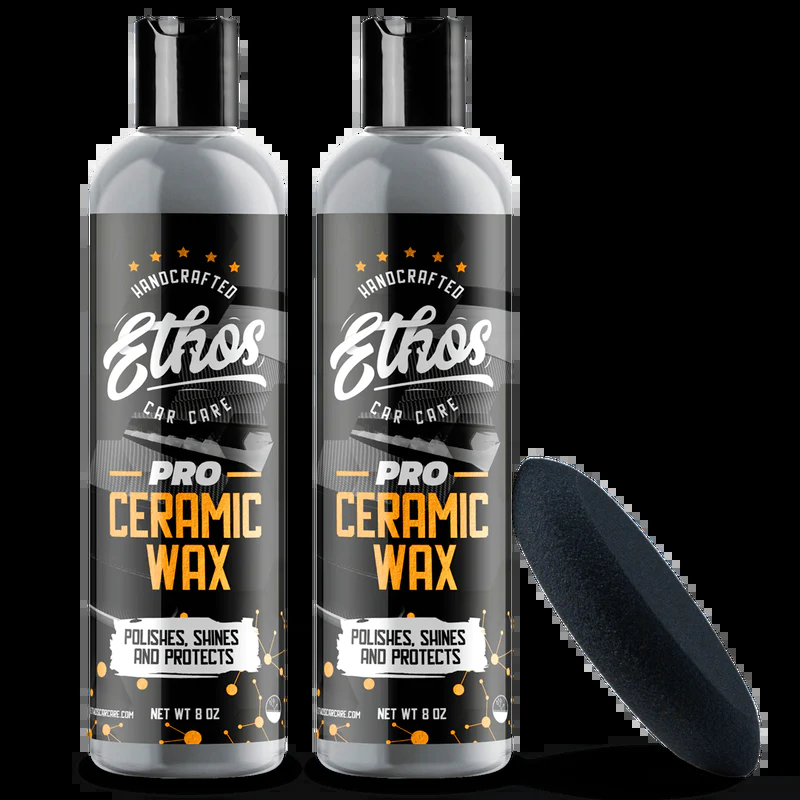 HANDCRAFTED
Ethos
CAR CARE
PRO
CERAMIC
WAX
POLISHES, SHINES
AND PROTECTS
NET WT 8 OZ
HANDCRAFTED
Ethos
CAR CARE
PRO
CERAMIC
WAX
POLISHES, SHINES
AND PROTECTS
NET WT 8 OZ